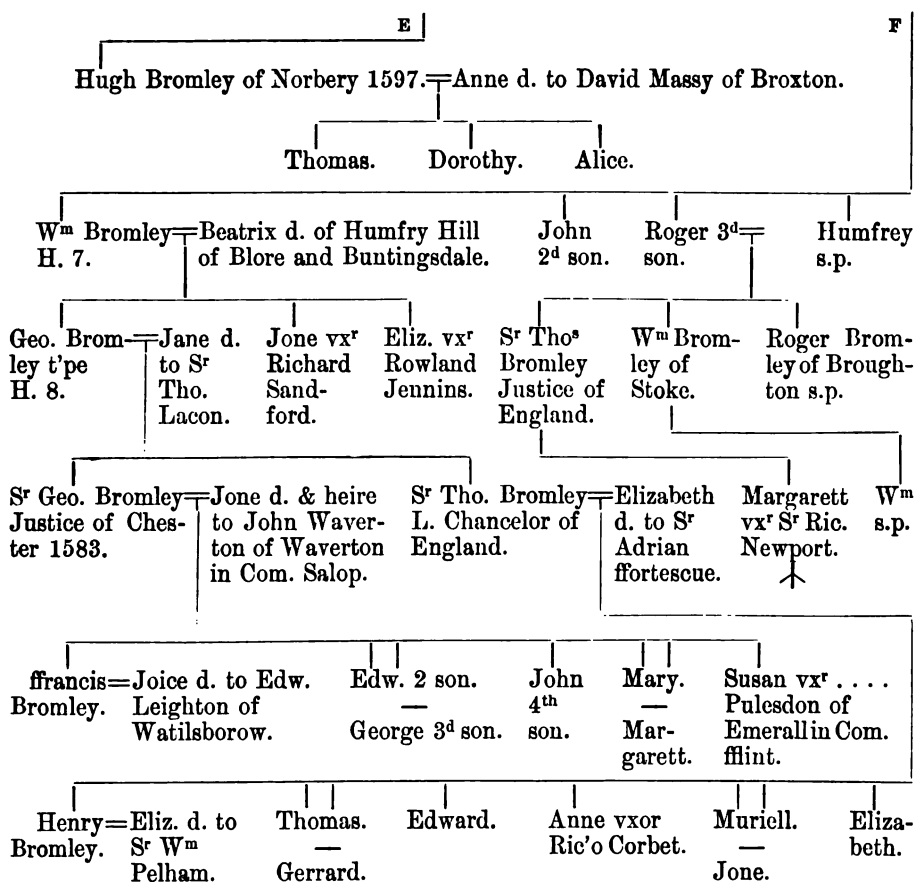 E F
Hugh Bromley of Norbery 1597.=Anne d. to David Massy of Broxton.
Thomas. Dorothy. Alice.
Wᵐ Bromley=Beatrix d. of Humfry Hill John Roger 3ᵈ= Humfrey
H. 7. of Blore and Buntingsdale. 2ᵈ son. son. s.p.
Geo. Brom-=Jane d. Jone vxʳ Eliz. vxʳ Sʳ Thoˢ Wᵐ Brom- Roger Brom-
ley t'pe to Sʳ Richard Rowland Bromley ley of ley of Brough-
H. 8. Tho. Sand- Jennins. Justice of Stoke. ton s.p.
Lacon. ford. England.
Sʳ Geo. Bromley=Jone d. & heire Sʳ Tho. Bromley=Elizabeth Margarett Wᵐ
Justice of Ches- to John Waver- L. Chancelor of d. to Sʳ vxʳ Sʳ Ric. s.p.
ter 1583. ton of Waverton England. Adrian Newport.
in Com. Salop. ffortescue.
ffrancis=Joice d. to Edw. Edw. 2 son. John Mary. Susan vxʳ . . . .
Bromley. Leighton of — 4ᵗʰ — Pulesdon of
Watilsborow. George 3ᵈ son. son. Mar- Emerall in Com.
garett. fflint.
Henry=Eliz. d. to Thomas. Edward. Anne vxor Muriell. Eliza-
Bromley. Sʳ Wᵐ — Ric'o Corbet. — beth.
Pelham. Gerrard. Jone.